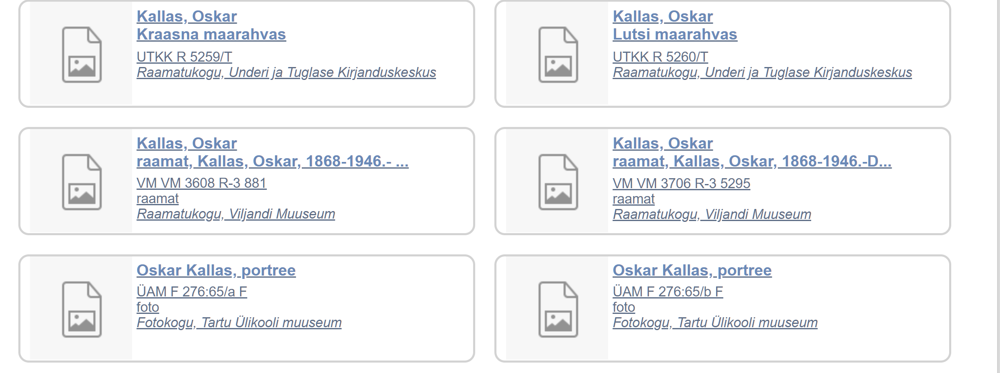 Kallas, Oskar
Kraasna maarahvas
UTKK R 5259/T
Raamatukogu, Underi ja Tuglase Kirjanduskeskus
Kallas, Oskar
Lutsi maarahvas
UTKK R 5260/T
Raamatukogu, Underi ja Tuglase Kirjanduskeskus
Kallas, Oskar
raamat, Kallas, Oskar, 1868-1946.- ...
VM VM 3608 R-3 881
raamat
Raamatukogu, Viljandi Muuseum
Kallas, Oskar
raamat, Kallas, Oskar, 1868-1946.-D...
VM VM 3706 R-3 5295
raamat
Raamatukogu, Viljandi Muuseum
Oskar Kallas, portree
ÜAM F 276:65/a F
foto
Fotokogu, Tartu Ülikooli muuseum
Oskar Kallas, portree
ÜAM F 276:65/b F
foto
Fotokogu, Tartu Ülikooli muuseum